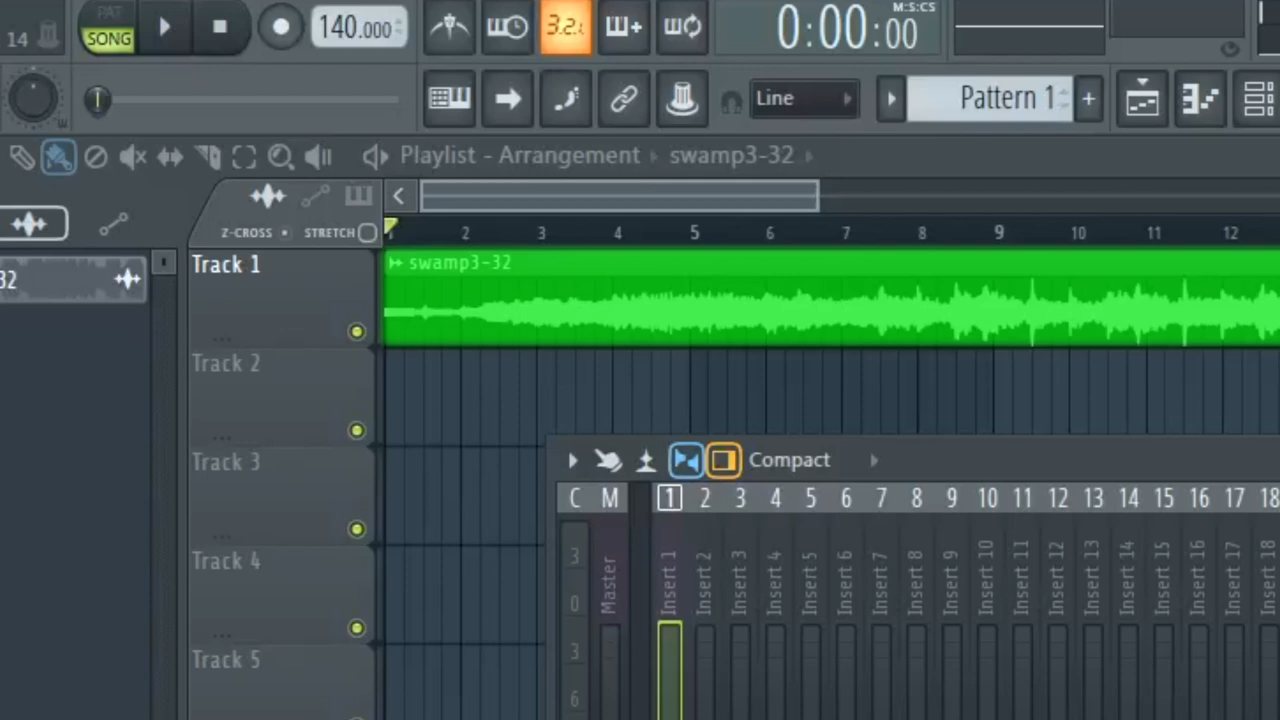 PAT
14
SONG
140.000
3.2.
M:S:CS
0:00:00
Line
Pattern 1
+
Playlist - Arrangement
swamp3-32
Z-CROSS
STRETCH
1 2 3 4 5 6 7 8 9 10 11 12
32
Track 1
swamp3-32
Track 2
Track 3
Track 4
Track 5
Compact
C M 1 2 3 4 5 6 7 8 9 10 11 12 13 14 15 16 17 18
Master Insert 1 Insert 2 Insert 3 Insert 4 Insert 5 Insert 6 Insert 7 Insert 8 Insert 9 Insert 10 Insert 11 Insert 12 Insert 13 Insert 14 Insert 15 Insert 16 Insert 17 Insert 18
3
0
3
6